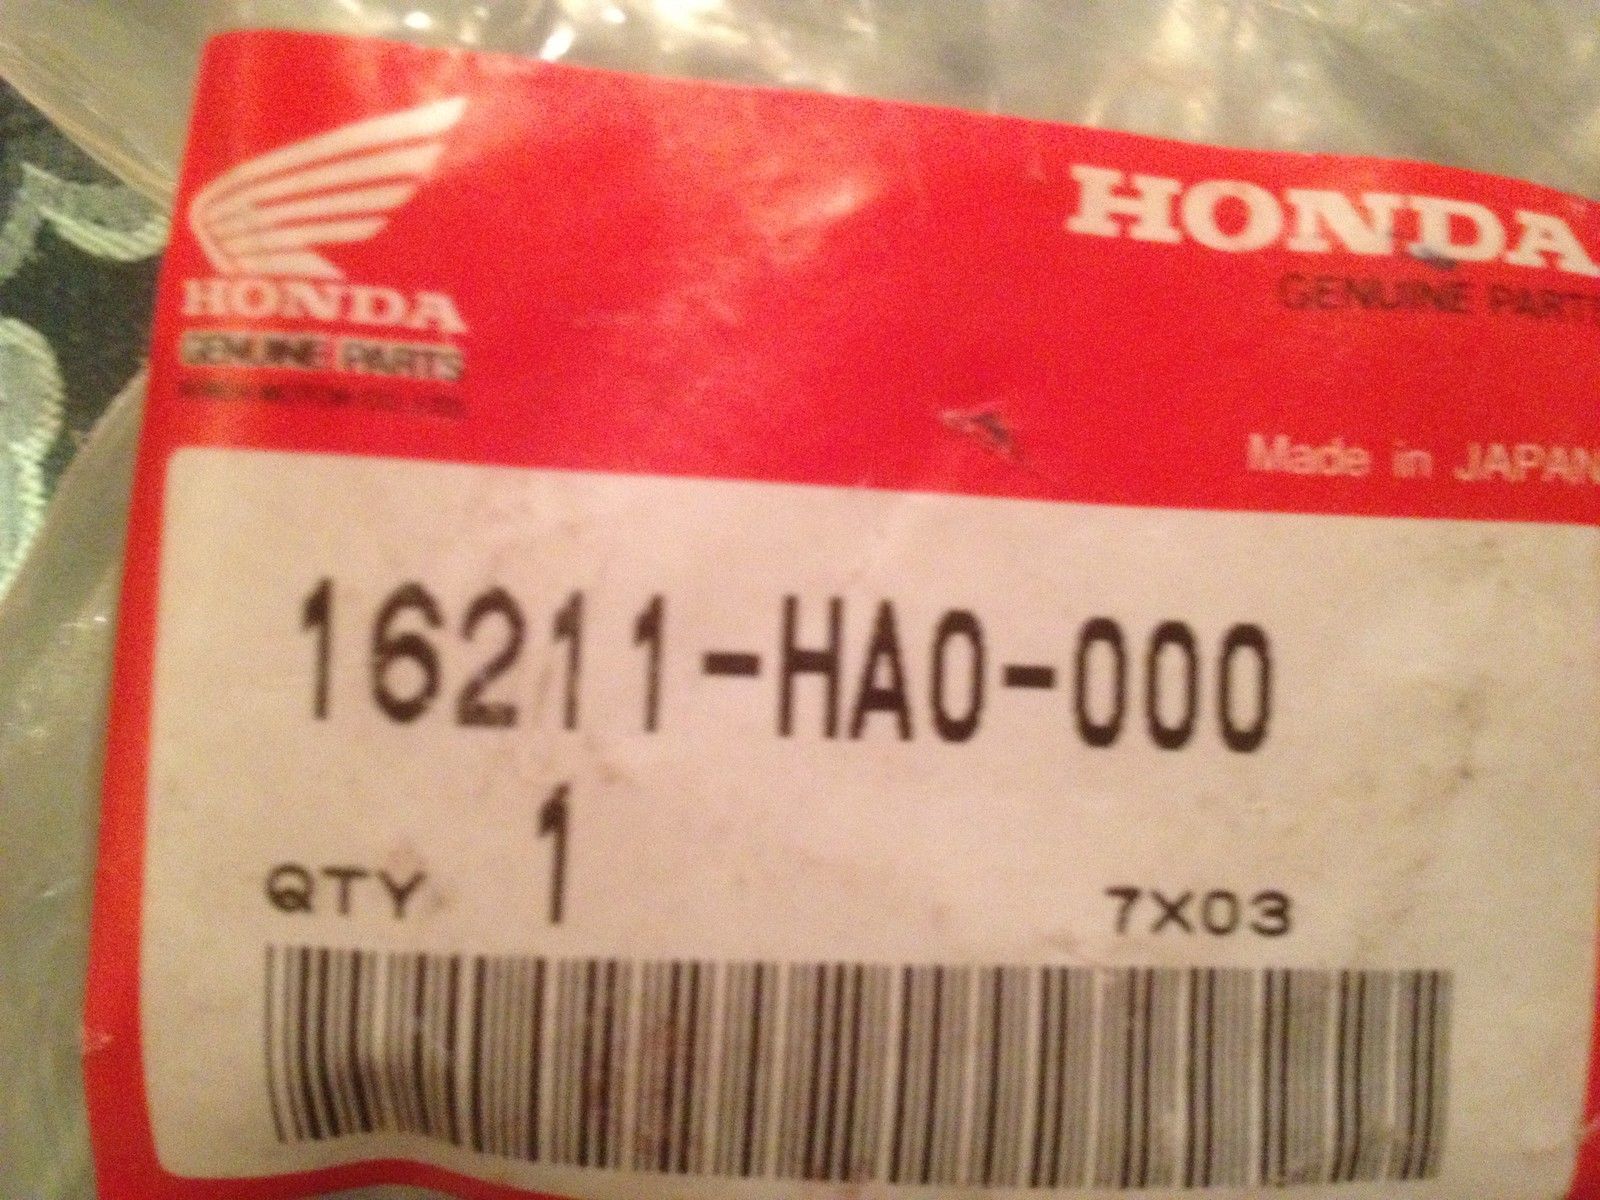 HONDA
GENUINE PARTS
HONDA
GENUINE PARTS
Made in JAPAN
16211-HA0-000
QTY 1
7X03